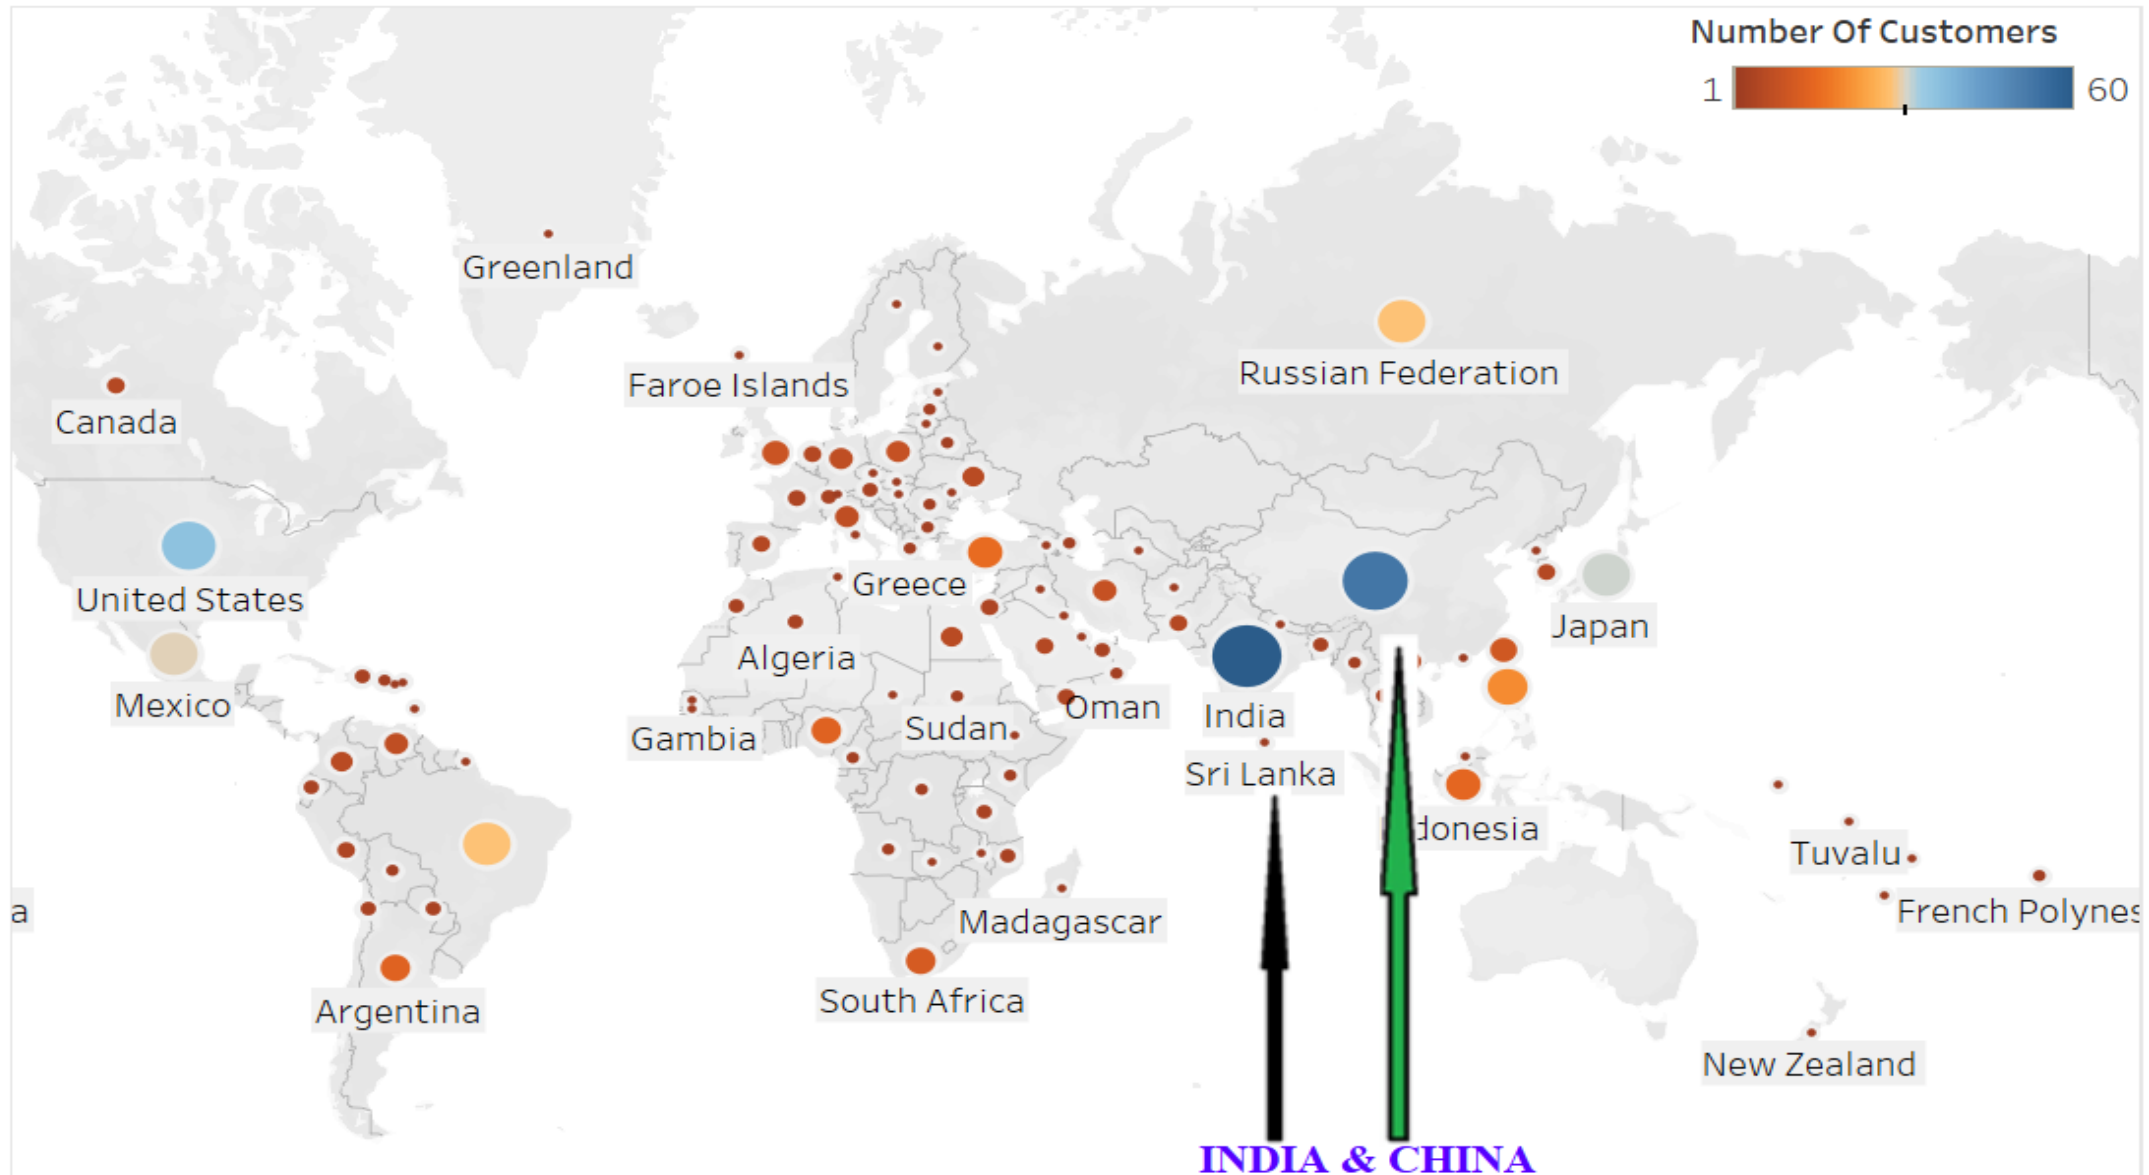 Number Of Customers
1 60
Greenland
Faroe Islands
Russian Federation
Canada
United States
Greece
Japan
Algeria
Mexico
Oman
India
Gambia
Sudan
Sri Lanka
donesia
Tuvalu
a
Madagascar
French Polynes
South Africa
Argentina
New Zealand
INDIA & CHINA